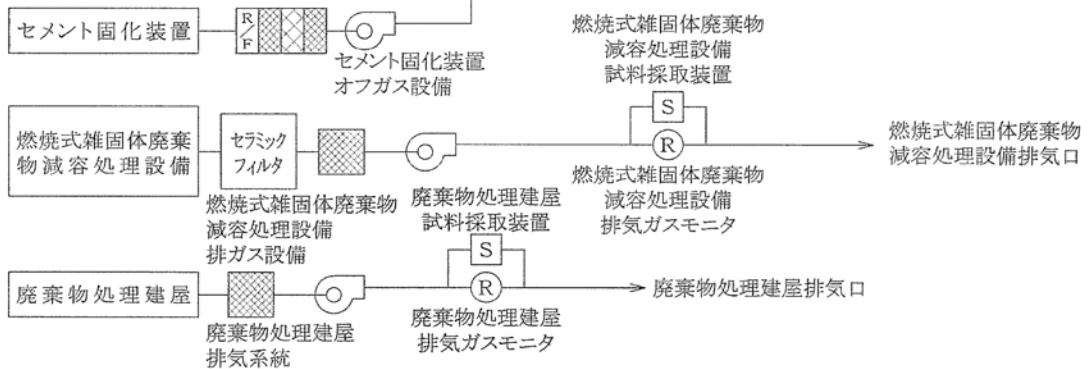 セメント固化装置
R
F
セメント固化装置
オフガス設備
燃焼式雑固体廃棄物
減容処理設備
試料採取装置
S
燃焼式雑固体廃棄
物減容処理設備
セラミック
フィルタ
R
燃焼式雑固体廃棄物
減容処理設備排気口
燃焼式雑固体廃棄物
減容処理設備
排ガス設備
燃焼式雑固体廃棄物
減容処理設備
排気ガスモニタ
廃棄物処理建屋
試料採取装置
S
廃棄物処理建屋
R
廃棄物処理建屋排気口
廃棄物処理建屋
排気系統
廃棄物処理建屋
排気ガスモニタ